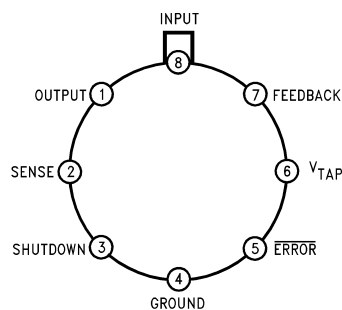 INPUT
8
OUTPUT 1
7 FEEDBACK
SENSE 2
6 VTAP
SHUTDOWN 3
5 ERROR
4
GROUND